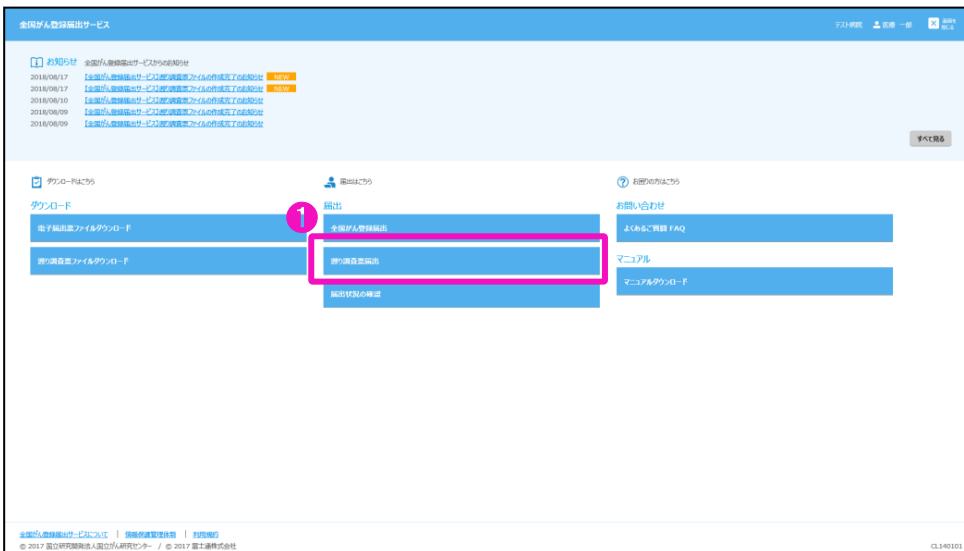 全国がん登録届出サービス
テスト病院 医療 一郎 画面を閉じる
お知らせ 全国がん登録届出サービスからのお知らせ
2018/08/17 【全国がん登録届出サービス】遡り調査票ファイルの作成完了のお知らせ NEW
2018/08/17 【全国がん登録届出サービス】遡り調査票ファイルの作成完了のお知らせ NEW
2018/08/10 【全国がん登録届出サービス】遡り調査票ファイルの作成完了のお知らせ
2018/08/09 【全国がん登録届出サービス】遡り調査票ファイルの作成完了のお知らせ
2018/08/09 【全国がん登録届出サービス】遡り調査票ファイルの作成完了のお知らせ
すべて見る
ダウンロードはこちら
ダウンロード
電子届出票ファイルダウンロード
遡り調査票ファイルダウンロード
届出はこちら
届出
1
全国がん登録届出
遡り調査票届出
届出状況の確認
お困りの方はこちら
お問い合わせ
よくあるご質問 FAQ
マニュアル
マニュアルダウンロード
全国がん登録届出サービスについて | 情報保護管理体制 | 利用規約
© 2017 国立研究開発法人国立がん研究センター / © 2017 富士通株式会社
CL140101